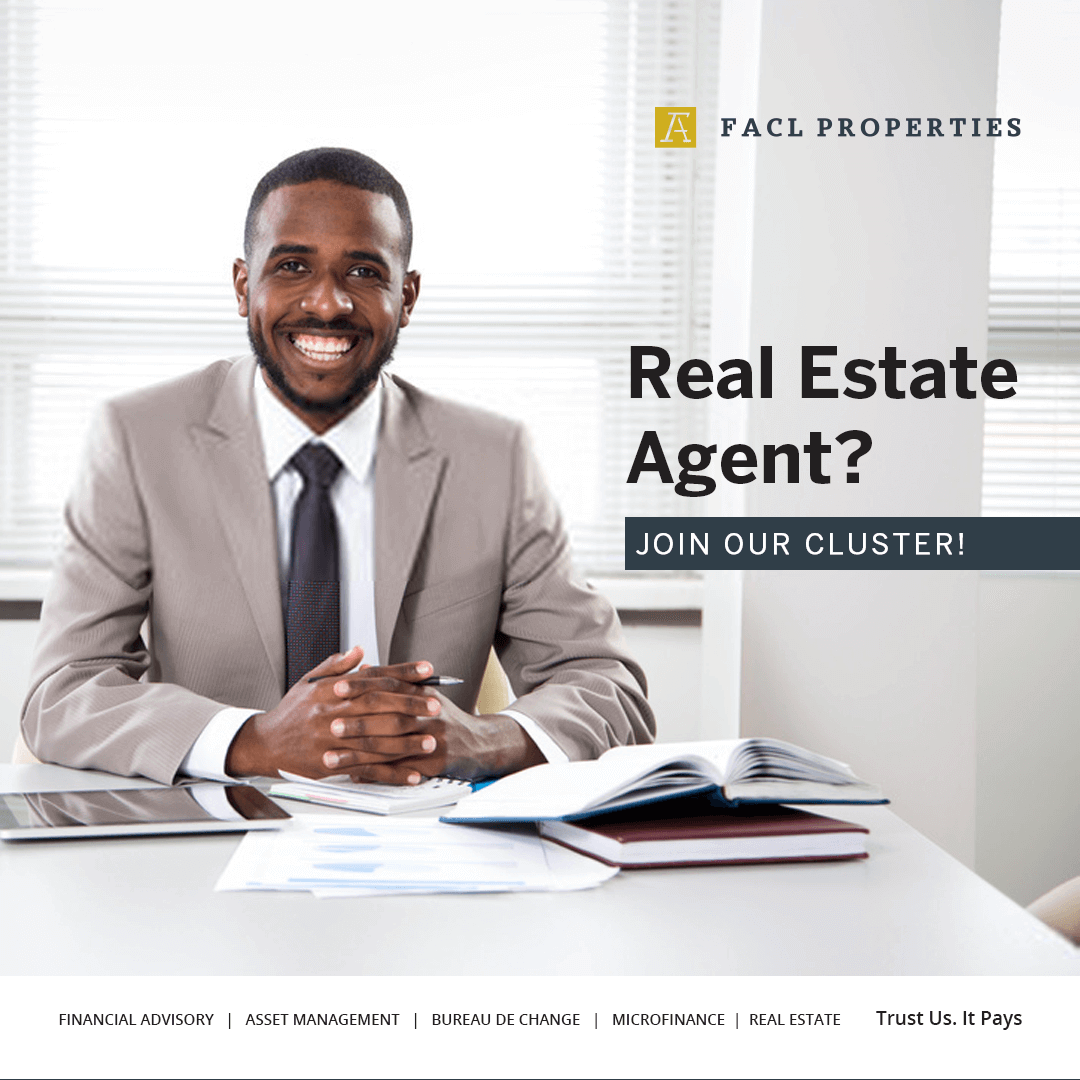 FACL PROPERTIES
Real Estate
Agent?
JOIN OUR CLUSTER!
FINANCIAL ADVISORY | ASSET MANAGEMENT | BUREAU DE CHANGE | MICROFINANCE | REAL ESTATE Trust Us. It Pays